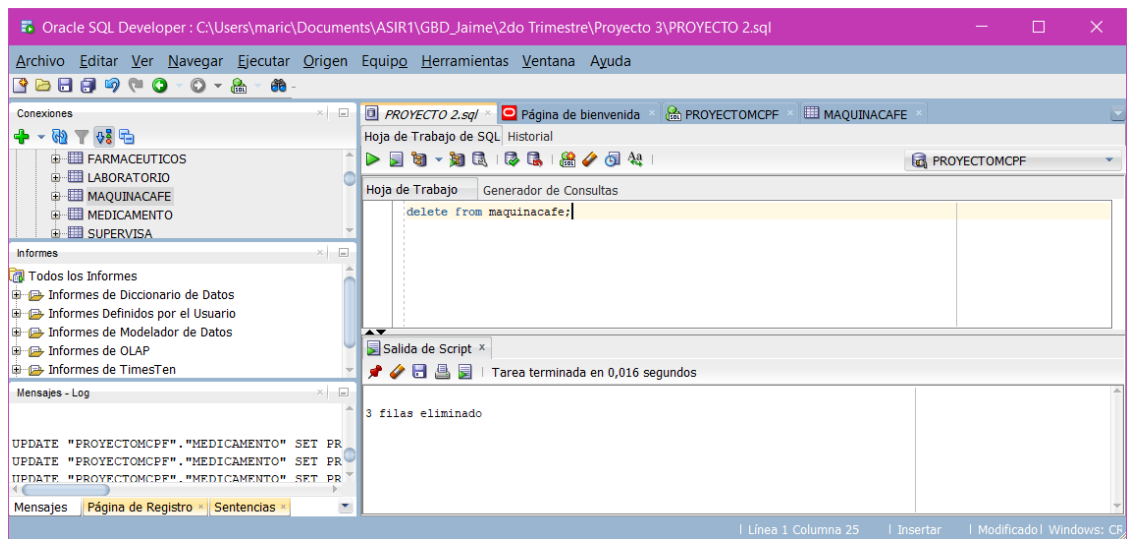 Oracle SQL Developer : C:\Users\maric\Documents\ASIR1\GBD_Jaime\2do Trimestre\Proyecto 3\PROYECTO 2.sql
Archivo Editar Ver Navegar Ejecutar Origen Equipo Herramientas Ventana Ayuda
Conexiones
FARMACEUTICOS
LABORATORIO
MAQUINACAFE
MEDICAMENTO
SUPERVISA
Informes
Todos los Informes
Informes de Diccionario de Datos
Informes Definidos por el Usuario
Informes de Modelador de Datos
Informes de OLAP
Informes de TimesTen
Mensajes - Log
UPDATE "PROYECTOMCPF"."MEDICAMENTO" SET PR
UPDATE "PROYECTOMCPF"."MEDICAMENTO" SET PR
UPDATE "PROYECTOMCPF"."MEDICAMENTO" SET PR
Mensajes Página de Registro Sentencias
PROYECTO 2.sql Página de bienvenida PROYECTOMCPF MAQUINACAFE
Hoja de Trabajo de SQL Historial
PROYECTOMCPF
Hoja de Trabajo Generador de Consultas
delete from maquinacafe;
Salida de Script
Tarea terminada en 0,016 segundos
3 filas eliminado
Línea 1 Columna 25 Insertar Modificado Windows: CR